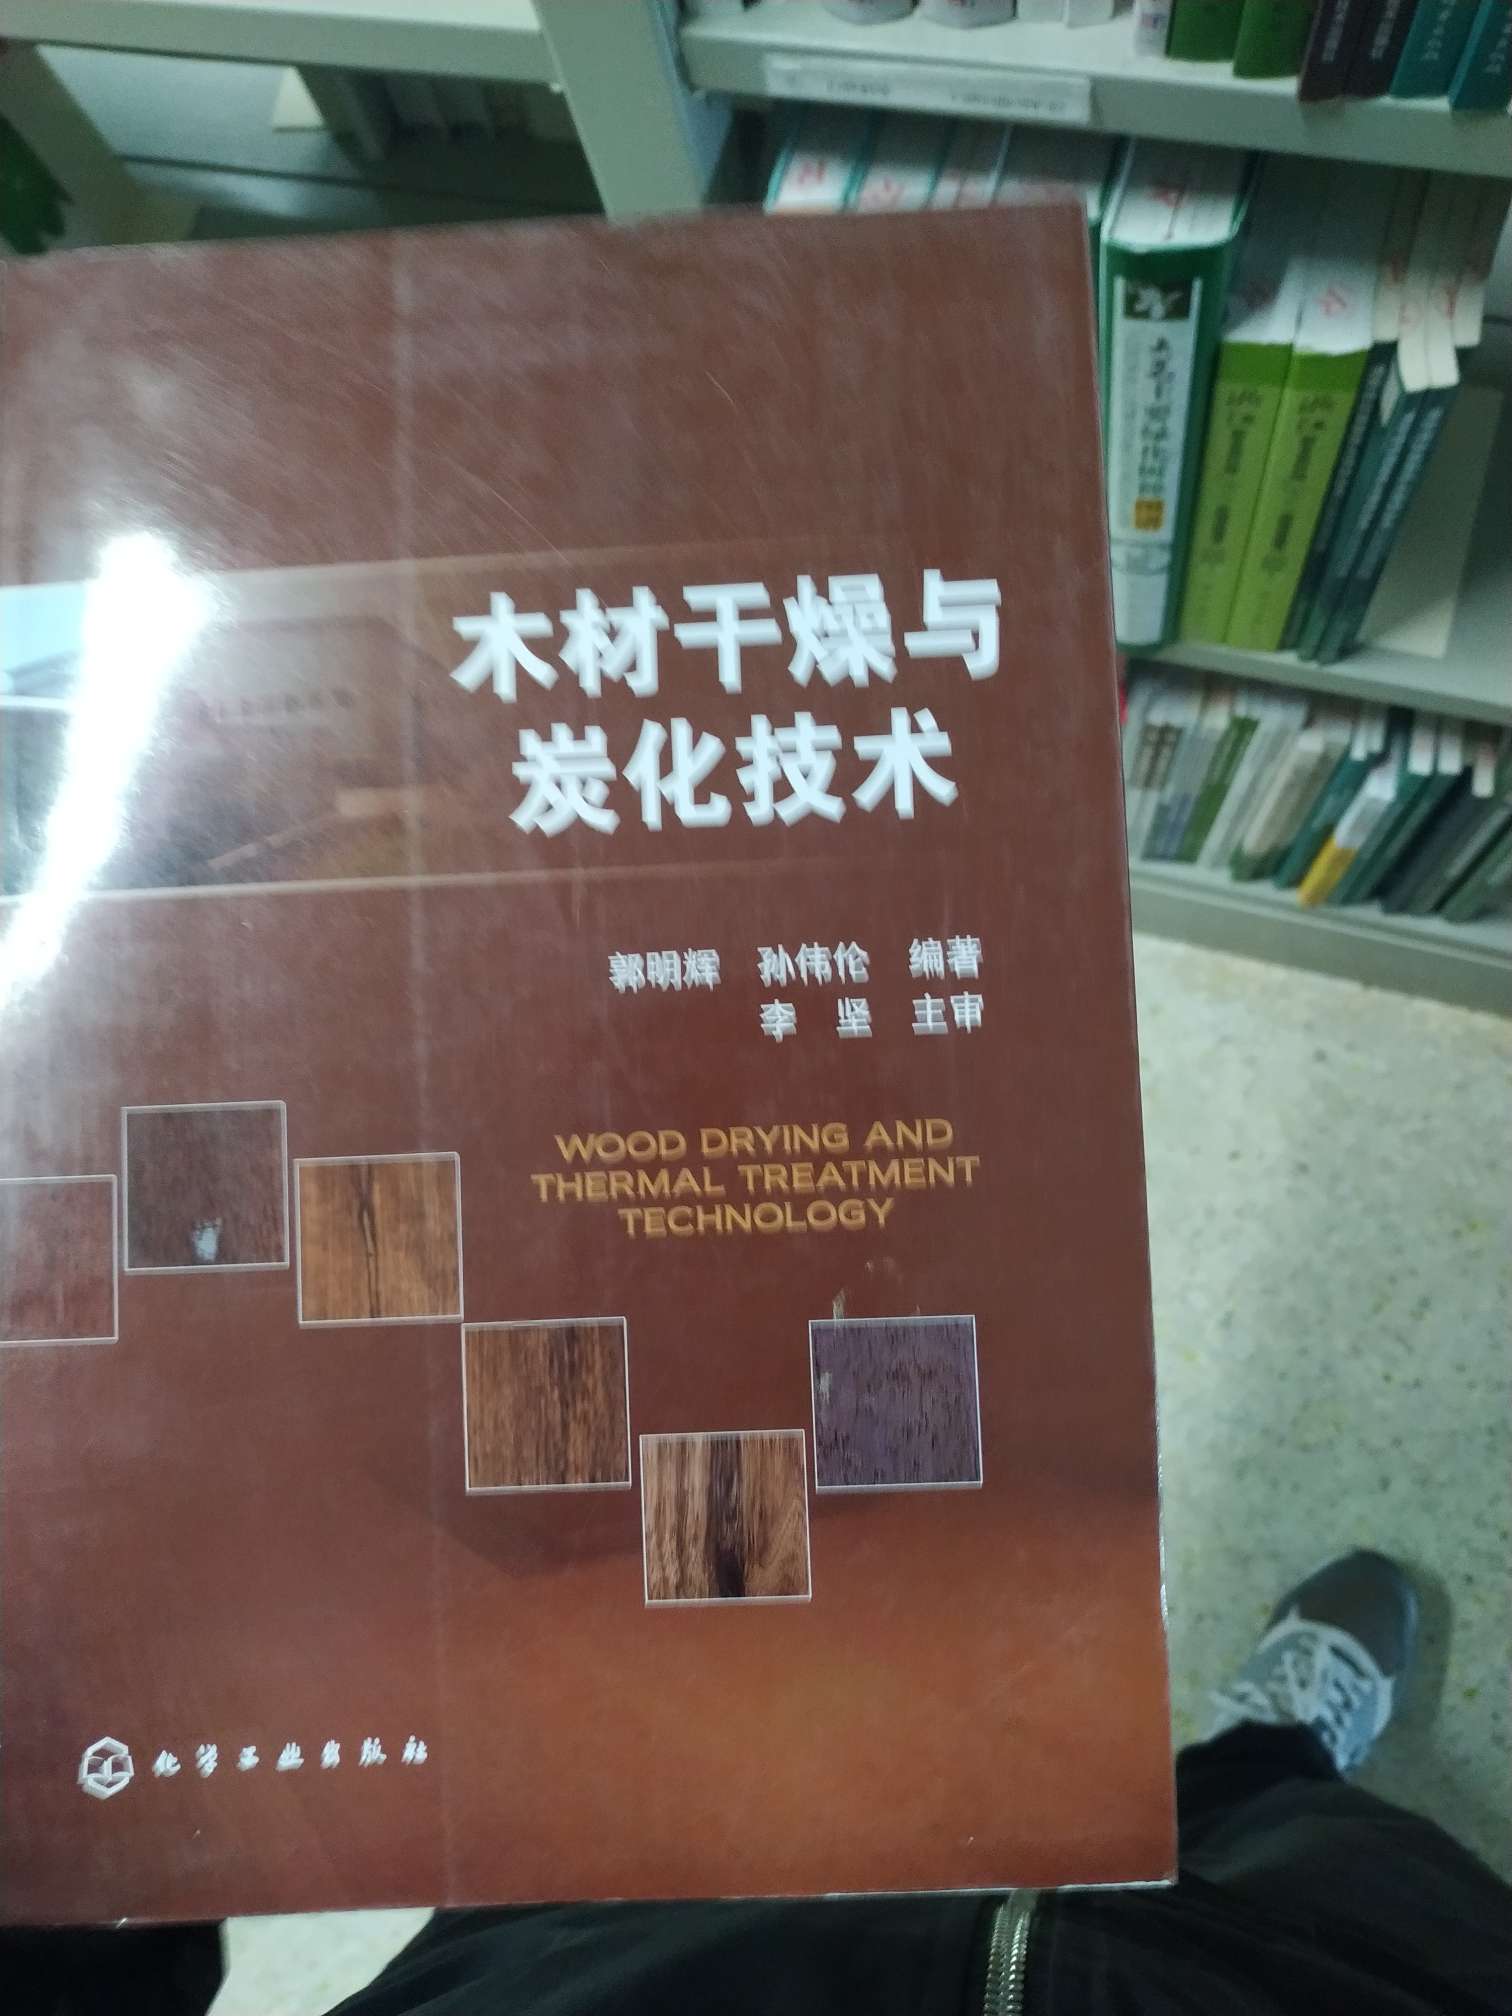 木材干燥与
炭化技术
郭明辉 孙伟伦 编著
李 坚 主审
WOOD DRYING AND
THERMAL TREATMENT
TECHNOLOGY
化学工业出版社